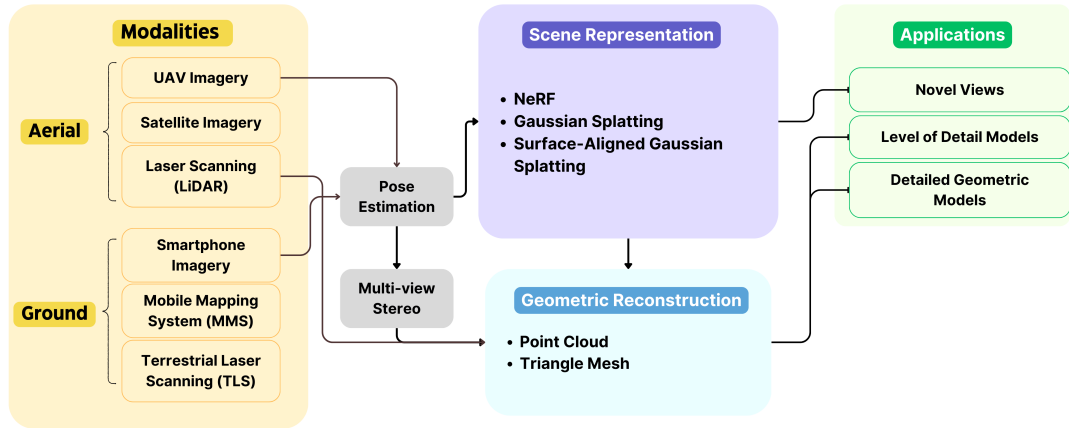 Modalities
Aerial
UAV Imagery
Satellite Imagery
Laser Scanning
(LiDAR)
Ground
Smartphone
Imagery
Mobile Mapping
System (MMS)
Terrestrial Laser
Scanning (TLS)
Pose
Estimation
Multi-view
Stereo
Scene Representation
• NeRF
• Gaussian Splatting
• Surface-Aligned Gaussian
Splatting
Geometric Reconstruction
• Point Cloud
• Triangle Mesh
Applications
Novel Views
Level of Detail Models
Detailed Geometric
Models